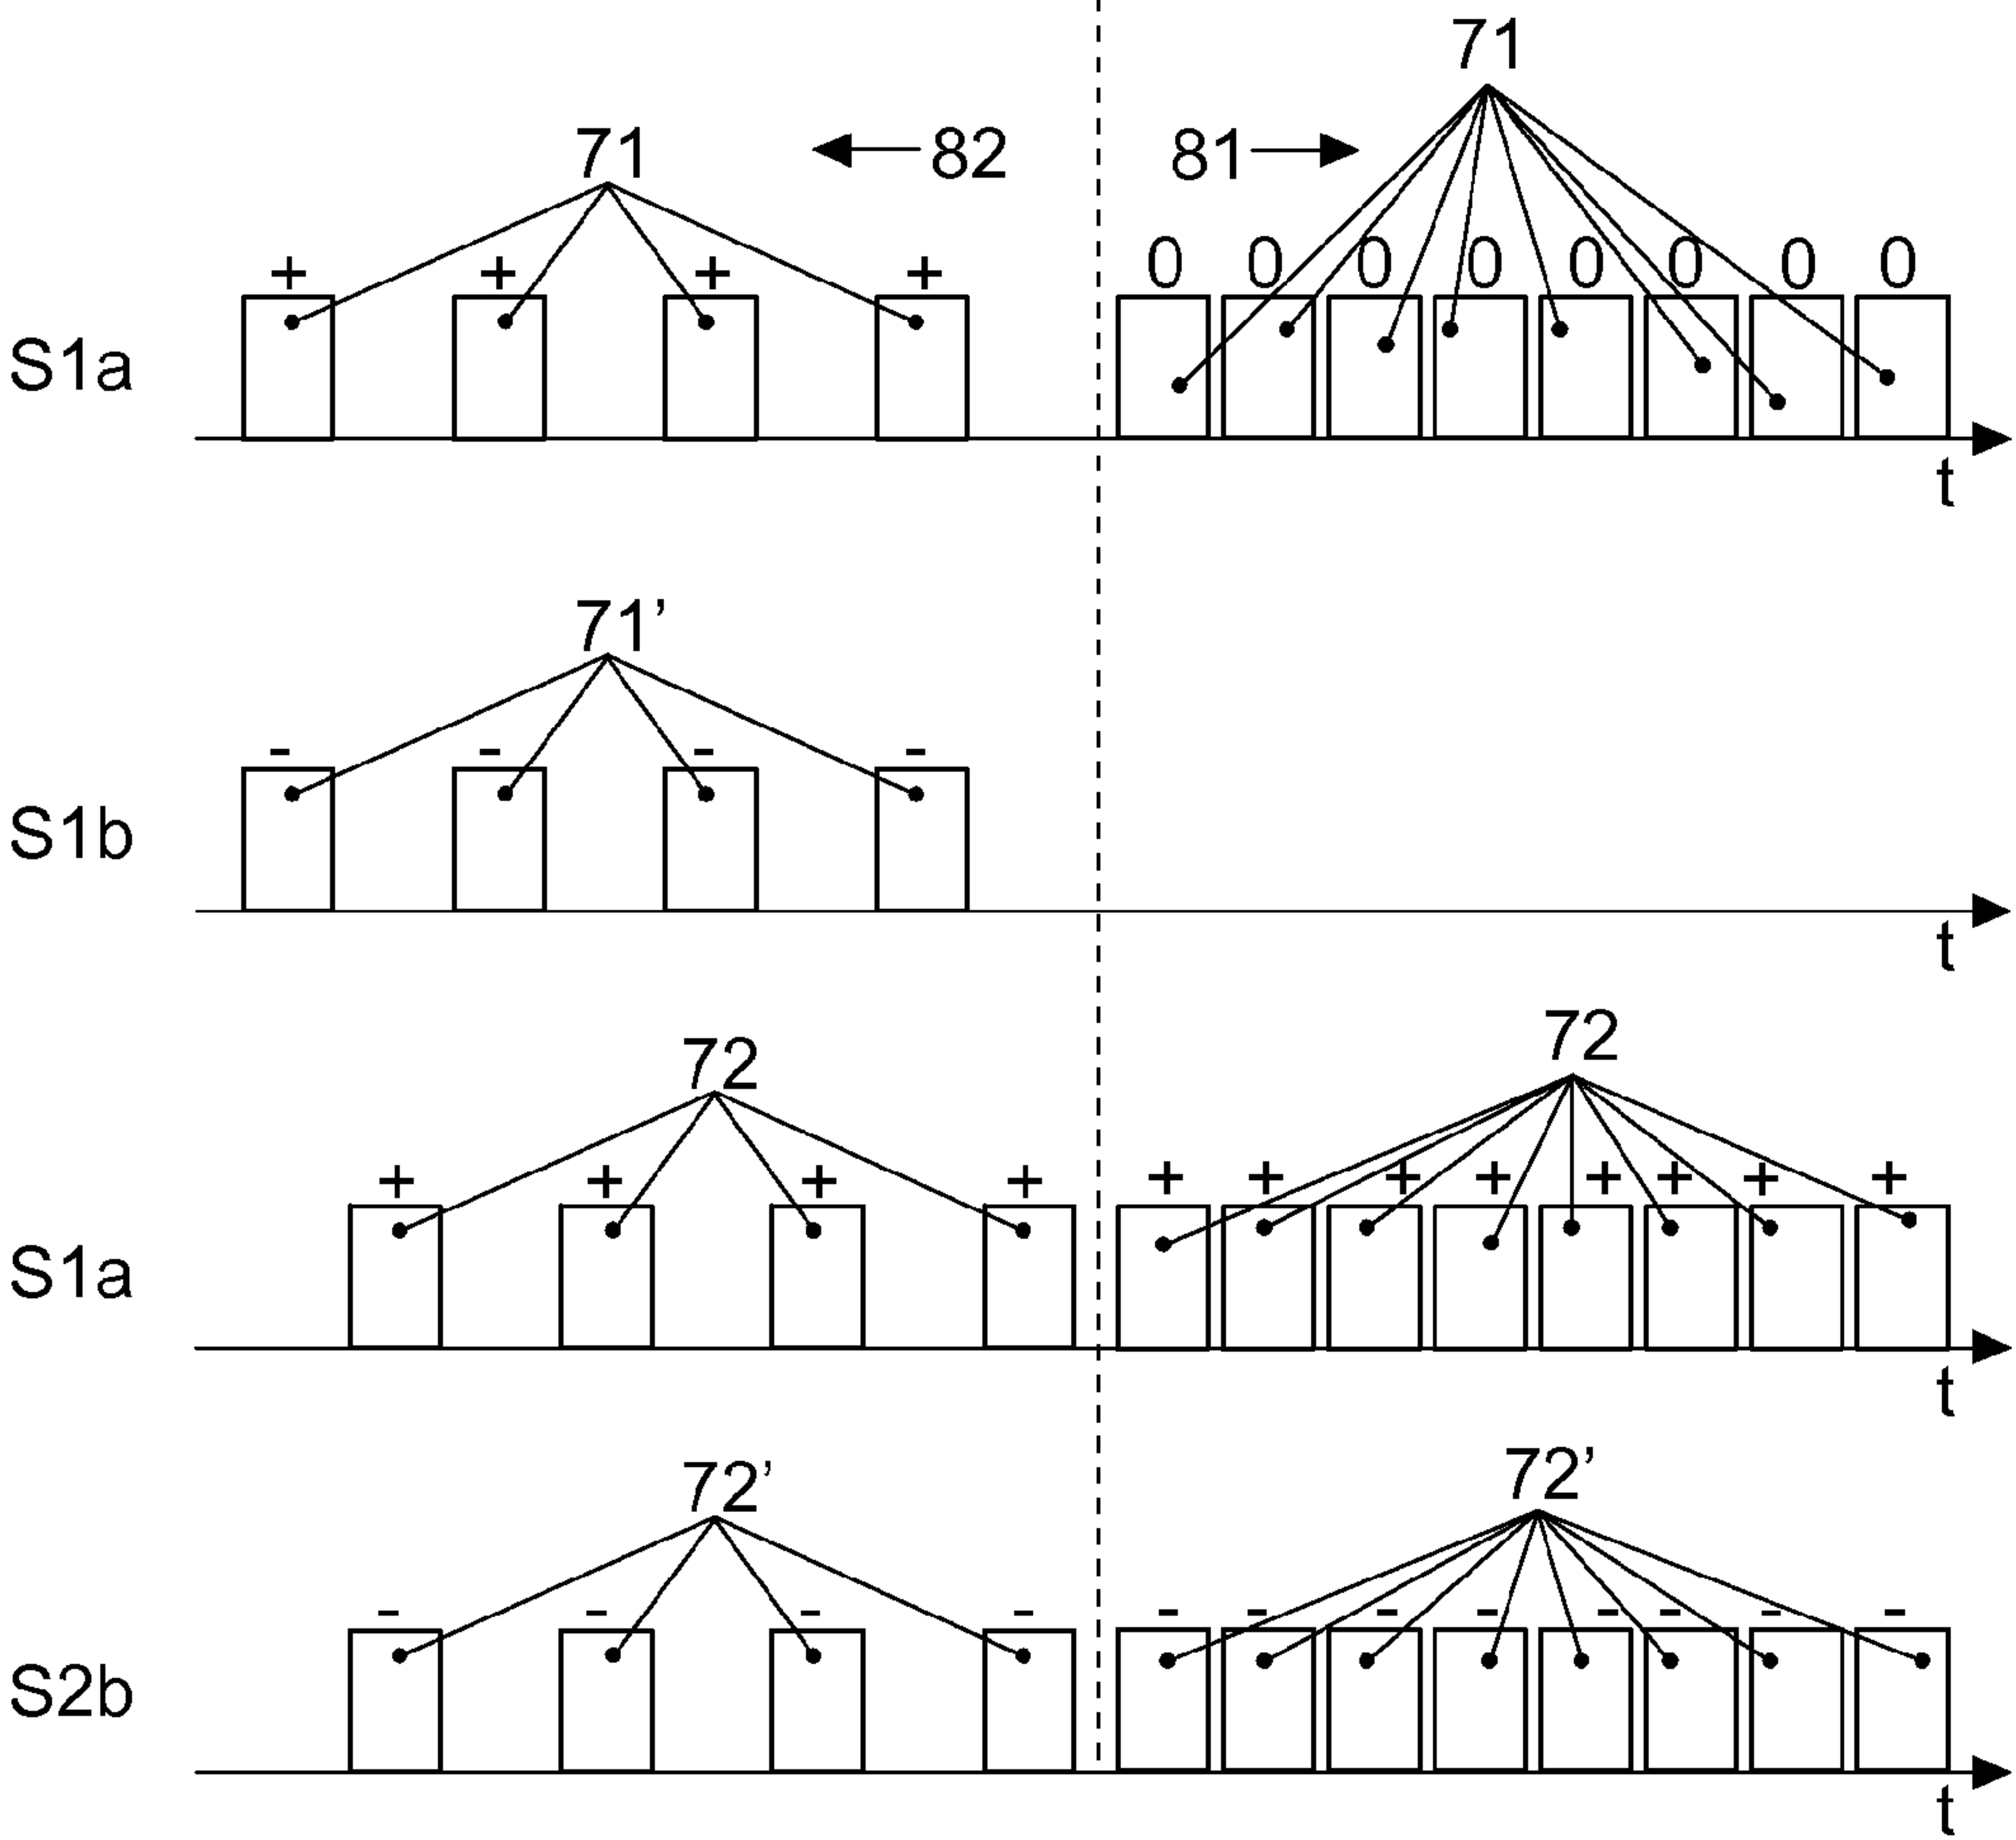 71
71 82 81
+ + + + 0 0 0 0 0 0 0 0
S1a
t
71’
- - - -
S1b
t
72 72
+ + + + + + + + + + + +
S1a
t
72’ 72’
- - - - - - - - - - - -
S2b
t